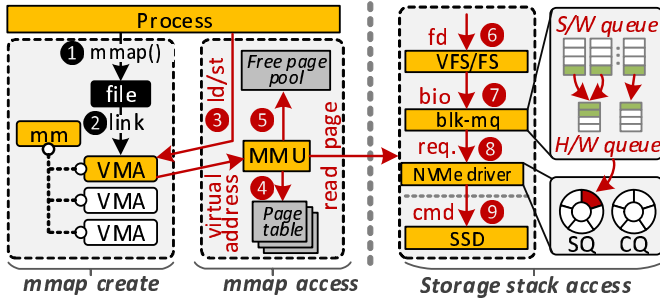 Process
1 mmap()
file
2 link
mm
VMA
VMA
VMA
mmap create
3 ld/st
virtual address
Free page
pool
5
MMU
4
Page
table
read page
mmap access
fd 6
VFS/FS
bio 7
blk-mq
req. 8
NVMe driver
cmd 9
SSD
S/W queue
H/W queue
SQ CQ
Storage stack access